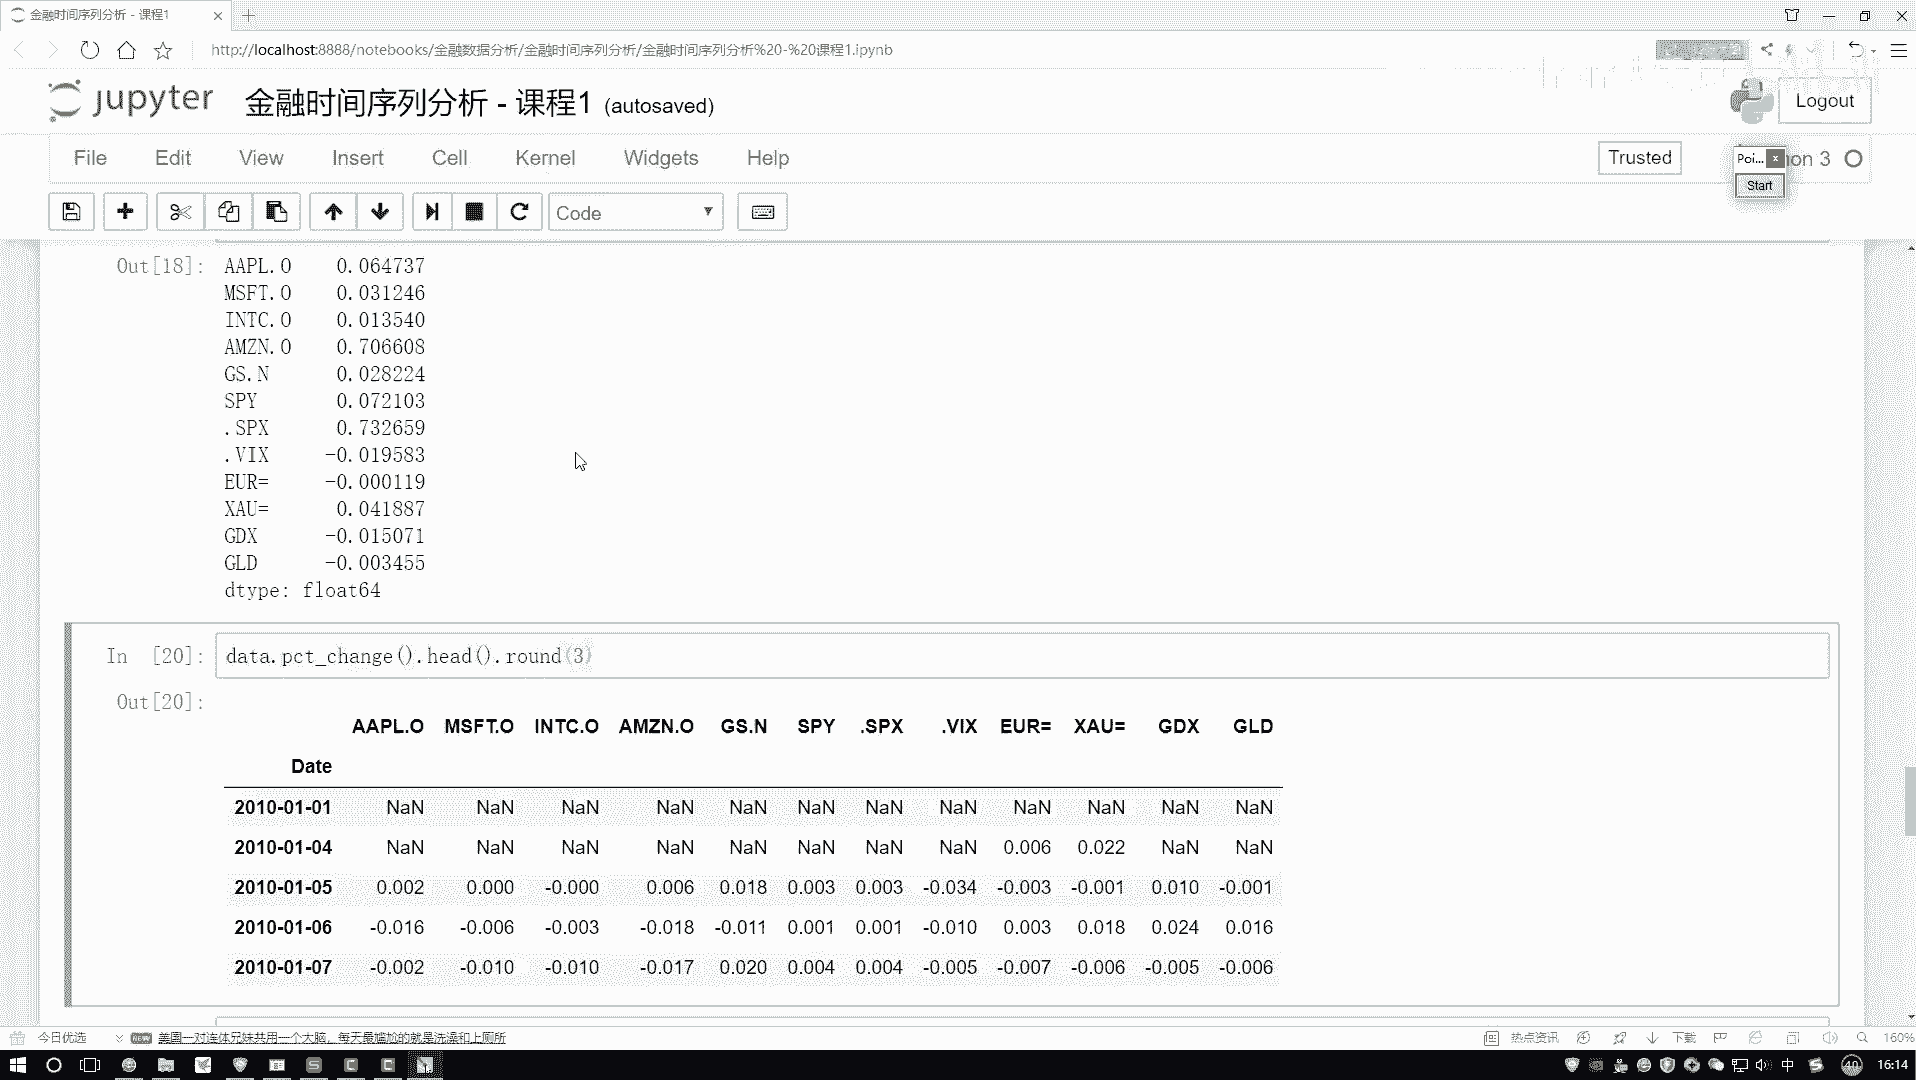 金融时间序列分析 - 课程1
http://localhost:8888/notebooks/金融数据分析/金融时间序列分析/金融时间序列分析%20-%20课程1.ipynb
jupyter 金融时间序列分析 - 课程1 (autosaved)
Logout
File Edit View Insert Cell Kernel Widgets Help
Trusted
Poi... on 3
Start
Code
Out[18]:
AAPL.O 0.064737
MSFT.O 0.031246
INTC.O 0.013540
AMZN.O 0.706608
GS.N 0.028224
SPY 0.072103
.SPX 0.732659
.VIX -0.019583
EUR= -0.000119
XAU= 0.041887
GDX -0.015071
GLD -0.003455
dtype: float64
In [20]: data.pct_change().head().round(3)
Out[20]:
AAPL.O MSFT.O INTC.O AMZN.O GS.N SPY .SPX .VIX EUR= XAU= GDX GLD
Date
2010-01-01 NaN NaN NaN NaN NaN NaN NaN NaN NaN NaN NaN NaN
2010-01-04 NaN NaN NaN NaN NaN NaN NaN NaN 0.006 0.022 NaN NaN
2010-01-05 0.002 0.000 -0.000 0.006 0.018 0.003 0.003 -0.034 -0.003 -0.001 0.010 -0.001
2010-01-06 -0.016 -0.006 -0.003 -0.018 -0.011 0.001 0.001 -0.010 0.003 0.018 0.024 0.016
2010-01-07 -0.002 -0.010 -0.010 -0.017 0.020 0.004 0.004 -0.005 -0.007 -0.006 -0.005 -0.006
今日优选 NEW 美国一对连体兄妹共用一个大脑，每天最尴尬的就是洗澡和上厕所
热点资讯 下载 160%
中 40 16:14